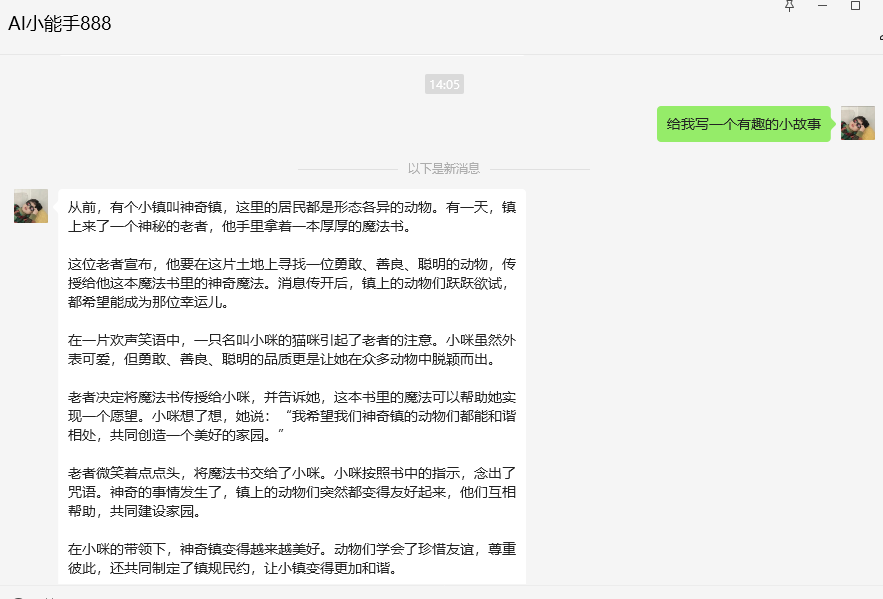 AI小能手888
14:05
给我写一个有趣的小故事
以下是新消息
从前，有个小镇叫神奇镇，这里的居民都是形态各异的动物。有一天，镇
上来了一个神秘的老者，他手里拿着一本厚厚的魔法书。
这位老者宣布，他要在这片土地上寻找一位勇敢、善良、聪明的动物，传
授给他这本魔法书里的神奇魔法。消息传开后，镇上的动物们跃跃欲试，
都希望能成为那位幸运儿。
在一片欢声笑语中，一只名叫小咪的猫咪引起了老者的注意。小咪虽然外
表可爱，但勇敢、善良、聪明的品质更是让她在众多动物中脱颖而出。
老者决定将魔法书传授给小咪，并告诉她，这本书里的魔法可以帮助她实
现一个愿望。小咪想了想，她说：“我希望我们神奇镇的动物们都能和谐
相处，共同创造一个美好的家园。”
老者微笑着点点头，将魔法书交给了小咪。小咪按照书中的指示，念出了
咒语。神奇的事情发生了，镇上的动物们突然都变得友好起来，他们互相
帮助，共同建设家园。
在小咪的带领下，神奇镇变得越来越美好。动物们学会了珍惜友谊，尊重
彼此，还共同制定了镇规民约，让小镇变得更加和谐。